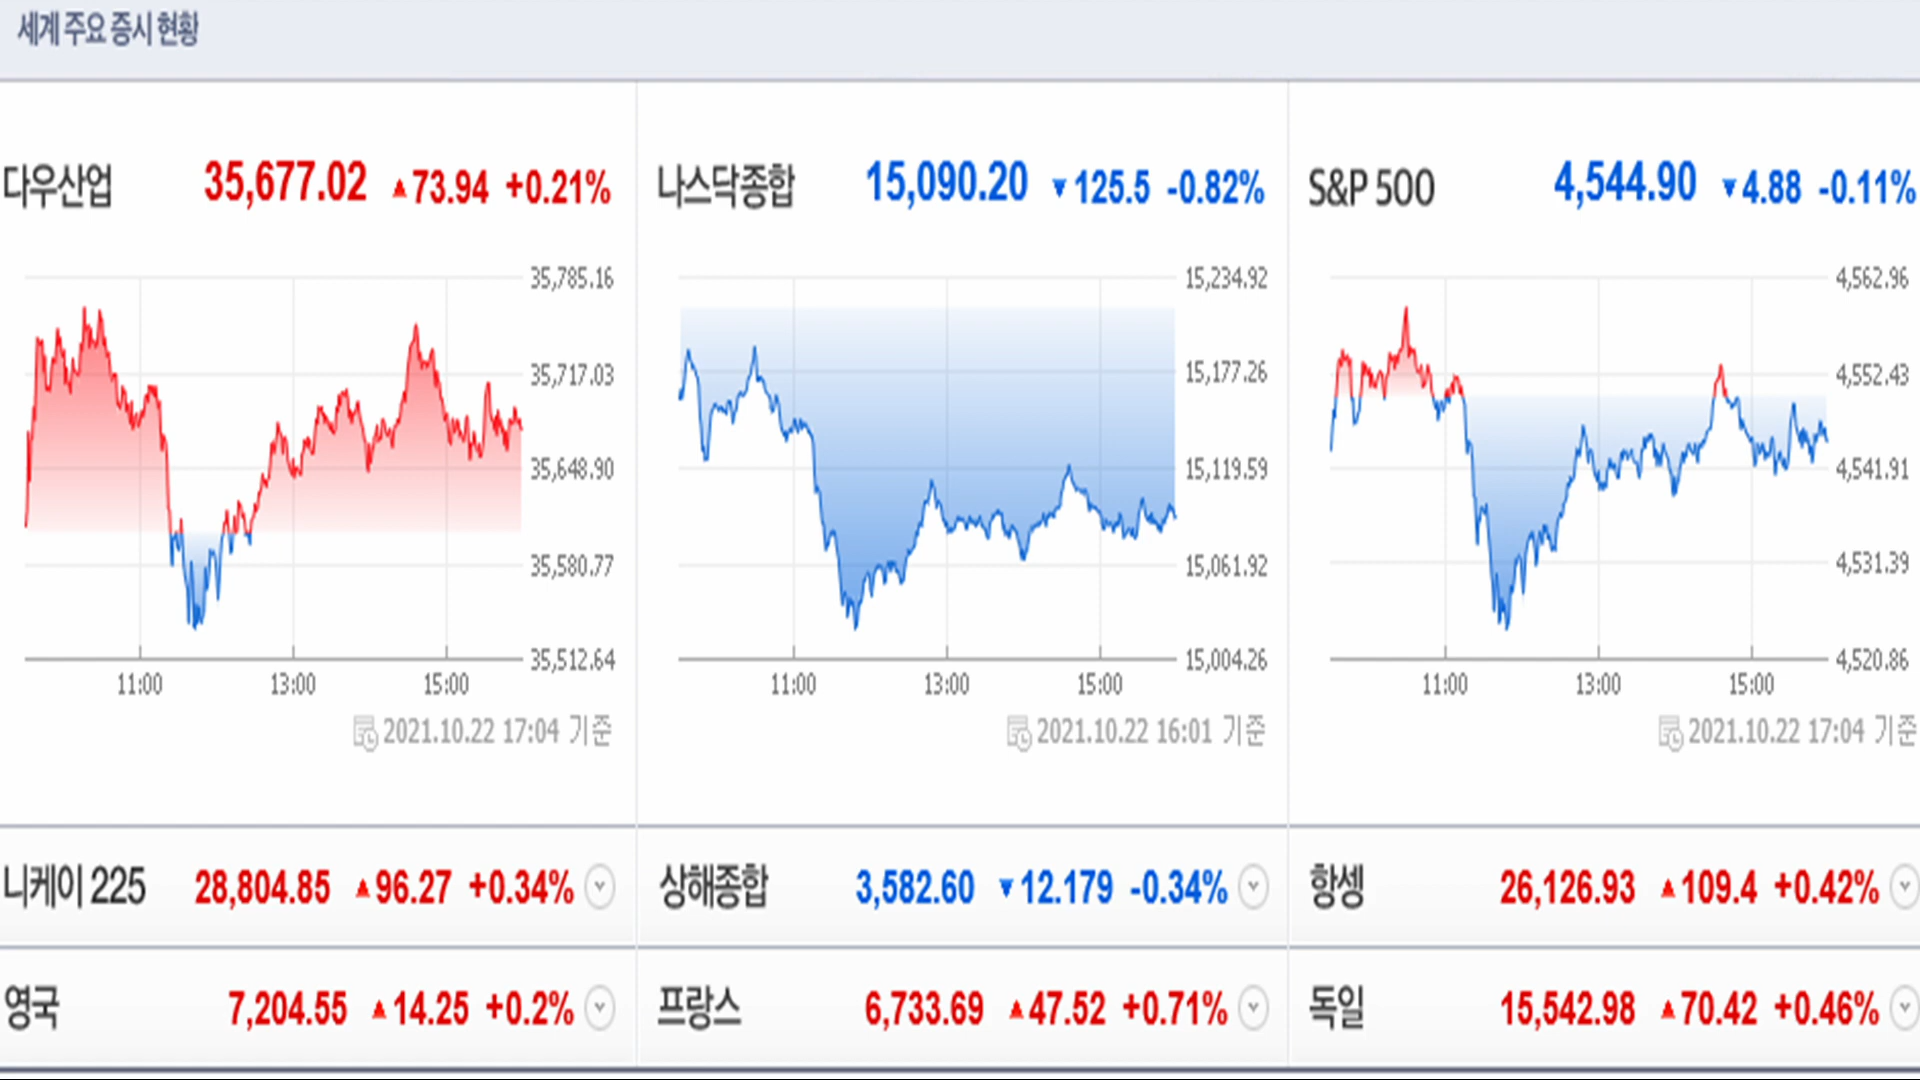 세계 주요 증시 현황
다우산업 35,677.02 ▲73.94 +0.21%
35,785.16
35,717.03
35,648.90
35,580.77
35,512.64
11:00 13:00 15:00
2021.10.22 17:04 기준
나스닥종합 15,090.20 ▼125.5 -0.82%
15,234.92
15,177.26
15,119.59
15,061.92
15,004.26
11:00 13:00 15:00
2021.10.22 16:01 기준
S&P 500 4,544.90 ▼4.88 -0.11%
4,562.96
4,552.43
4,541.91
4,531.39
4,520.86
11:00 13:00 15:00
2021.10.22 17:04 기준
니케이 225 28,804.85 ▲96.27 +0.34%
상해종합 3,582.60 ▼12.179 -0.34%
항셍 26,126.93 ▲109.4 +0.42%
영국 7,204.55 ▲14.25 +0.2%
프랑스 6,733.69 ▲47.52 +0.71%
독일 15,542.98 ▲70.42 +0.46%